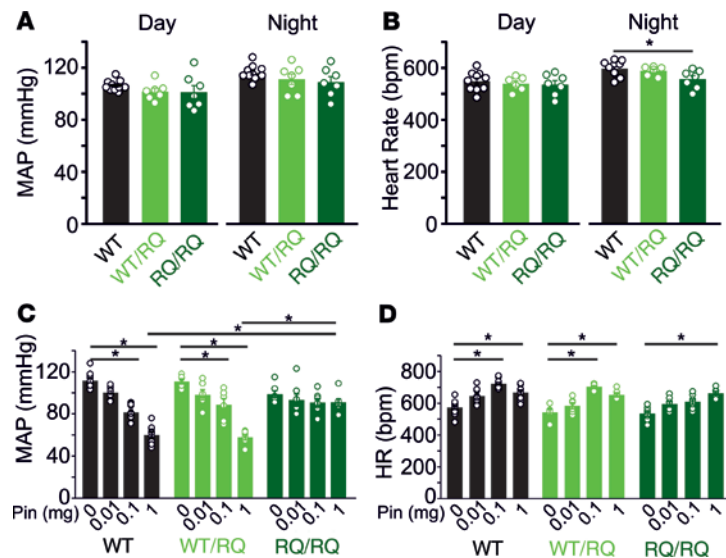 A
Day
Night
MAP (mmHg)
120
80
40
0
WT
WT/RQ
RQ/RQ
WT
WT/RQ
RQ/RQ
B
Day
Night
*
Heart Rate (bpm)
600
400
200
0
WT
WT/RQ
RQ/RQ
WT
WT/RQ
RQ/RQ
C
*
*
*
*
*
*
MAP (mmHg)
120
80
40
0
Pin (mg) 0 0.01 0.1 1 0 0.01 0.1 1 0 0.01 0.1 1
WT WT/RQ RQ/RQ
D
* * *
* *
HR (bpm)
800
600
400
200
0
Pin (mg) 0 0.01 0.1 1 0 0.01 0.1 1 0 0.01 0.1 1
WT WT/RQ RQ/RQ